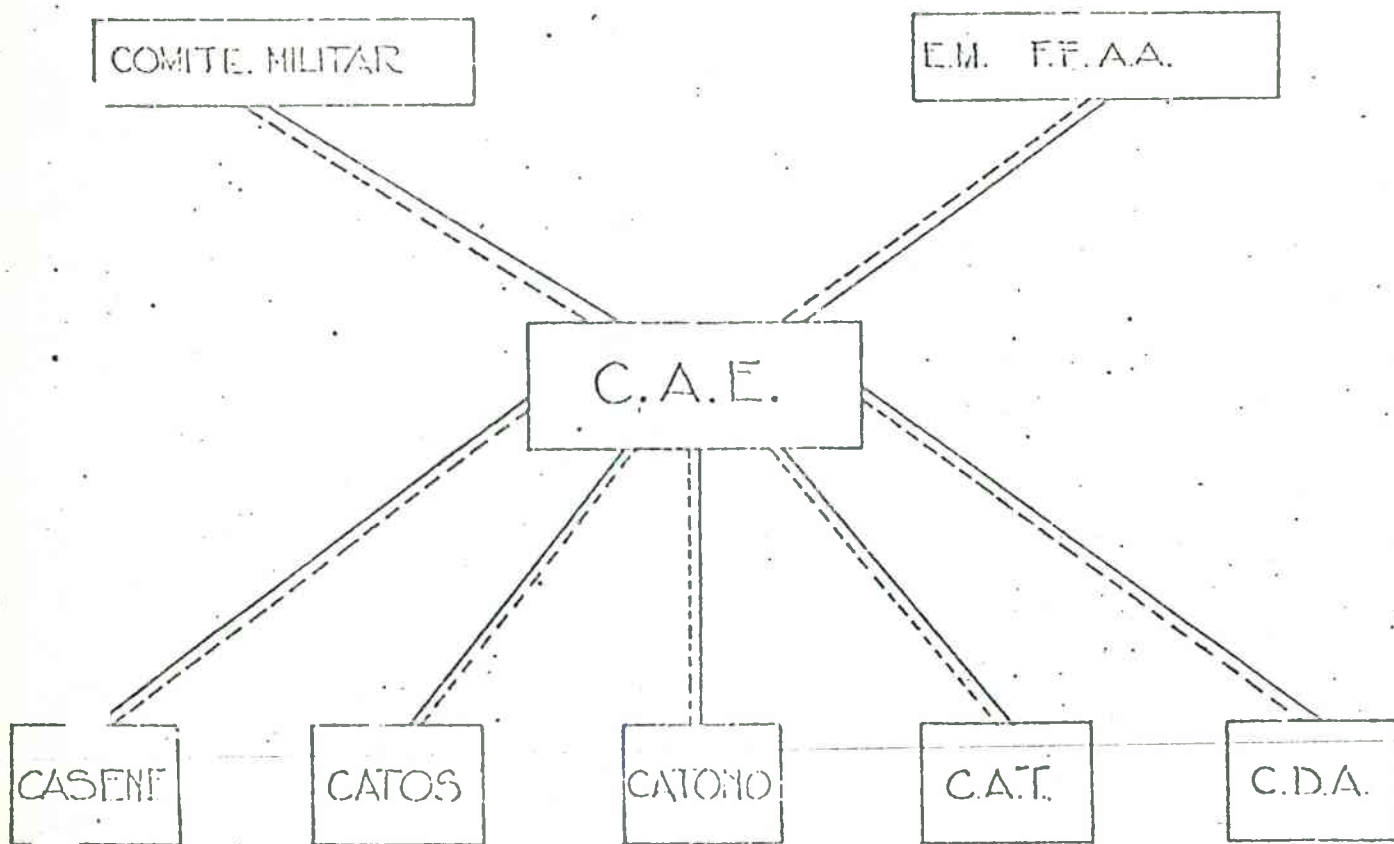 COMITE. MILITAR
E.M. F.F. A.A.
C.A.E.
CASENF
CATOS
CATONO
C.A.T.
C.D.A.